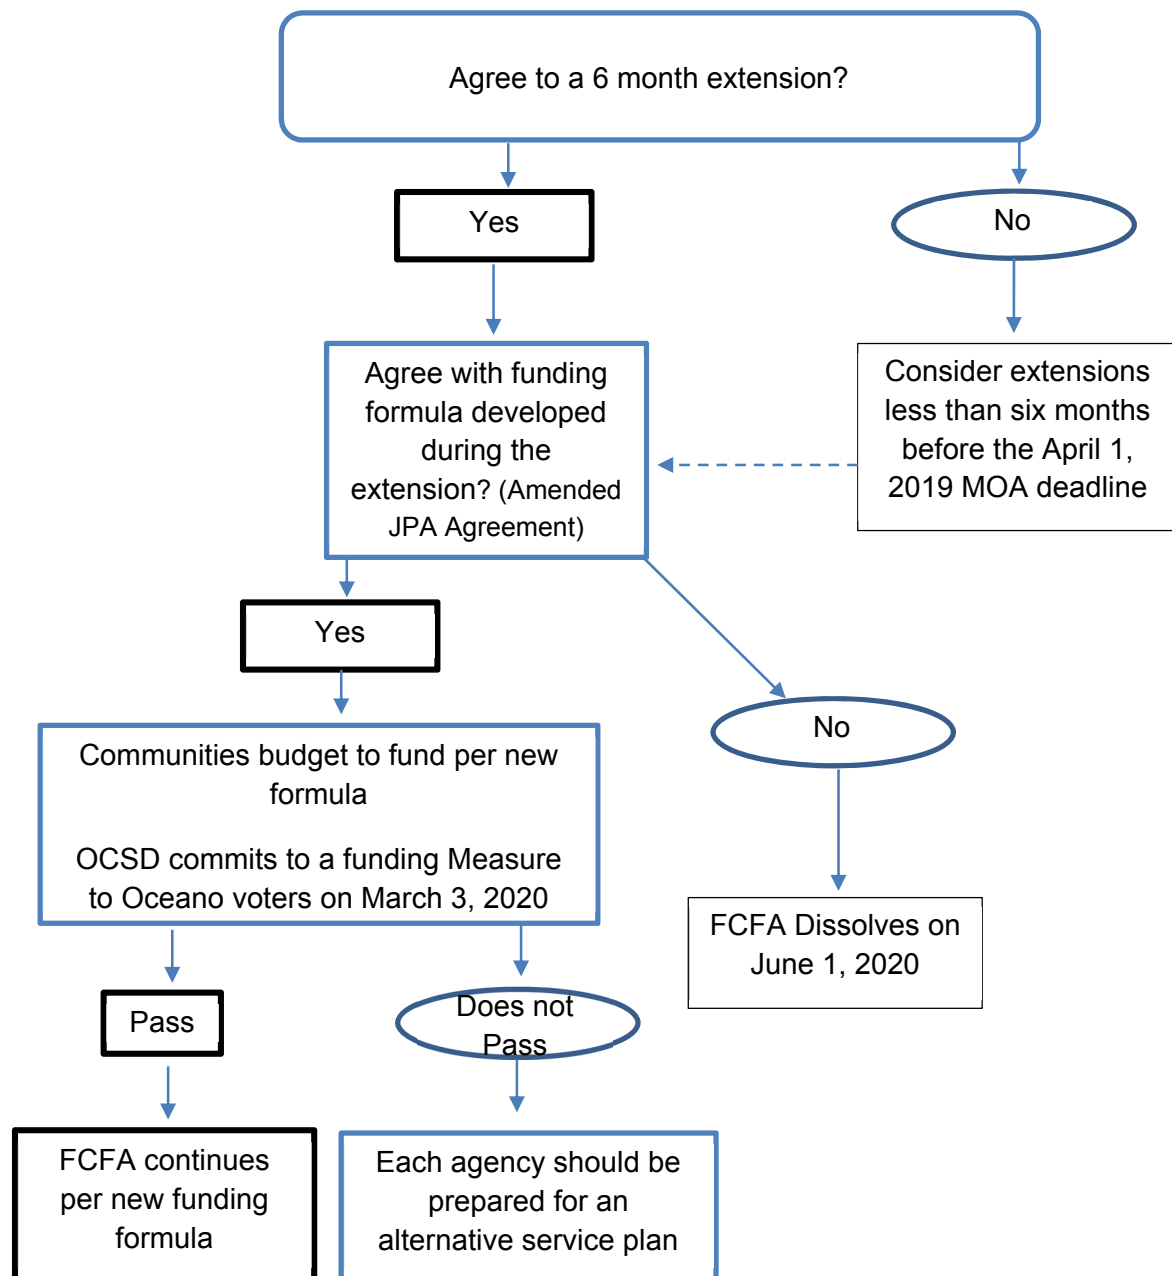 Agree to a 6 month extension?
Yes
No
Agree with funding
formula developed
during the
extension? (Amended
JPA Agreement)
Consider extensions
less than six months
before the April 1,
2019 MOA deadline
Yes
No
Communities budget to fund per new
formula
OCSD commits to a funding Measure
to Oceano voters on March 3, 2020
FCFA Dissolves on
June 1, 2020
Pass
Does not
Pass
FCFA continues
per new funding
formula
Each agency should be
prepared for an
alternative service plan